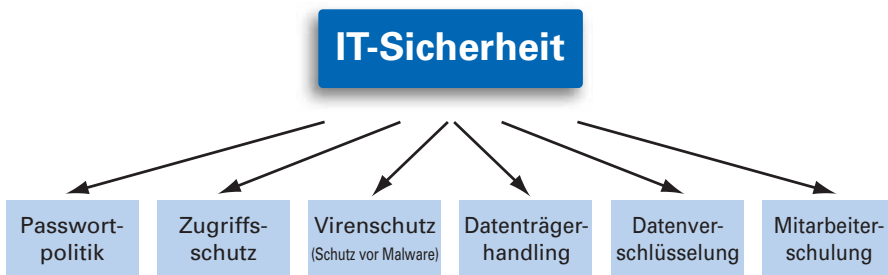 IT-Sicherheit
Passwort-
politik
Zugriffs-
schutz
Virenschutz
(Schutz vor Malware)
Datenträger-
handling
Datenver-
schlüsselung
Mitarbeiter-
schulung